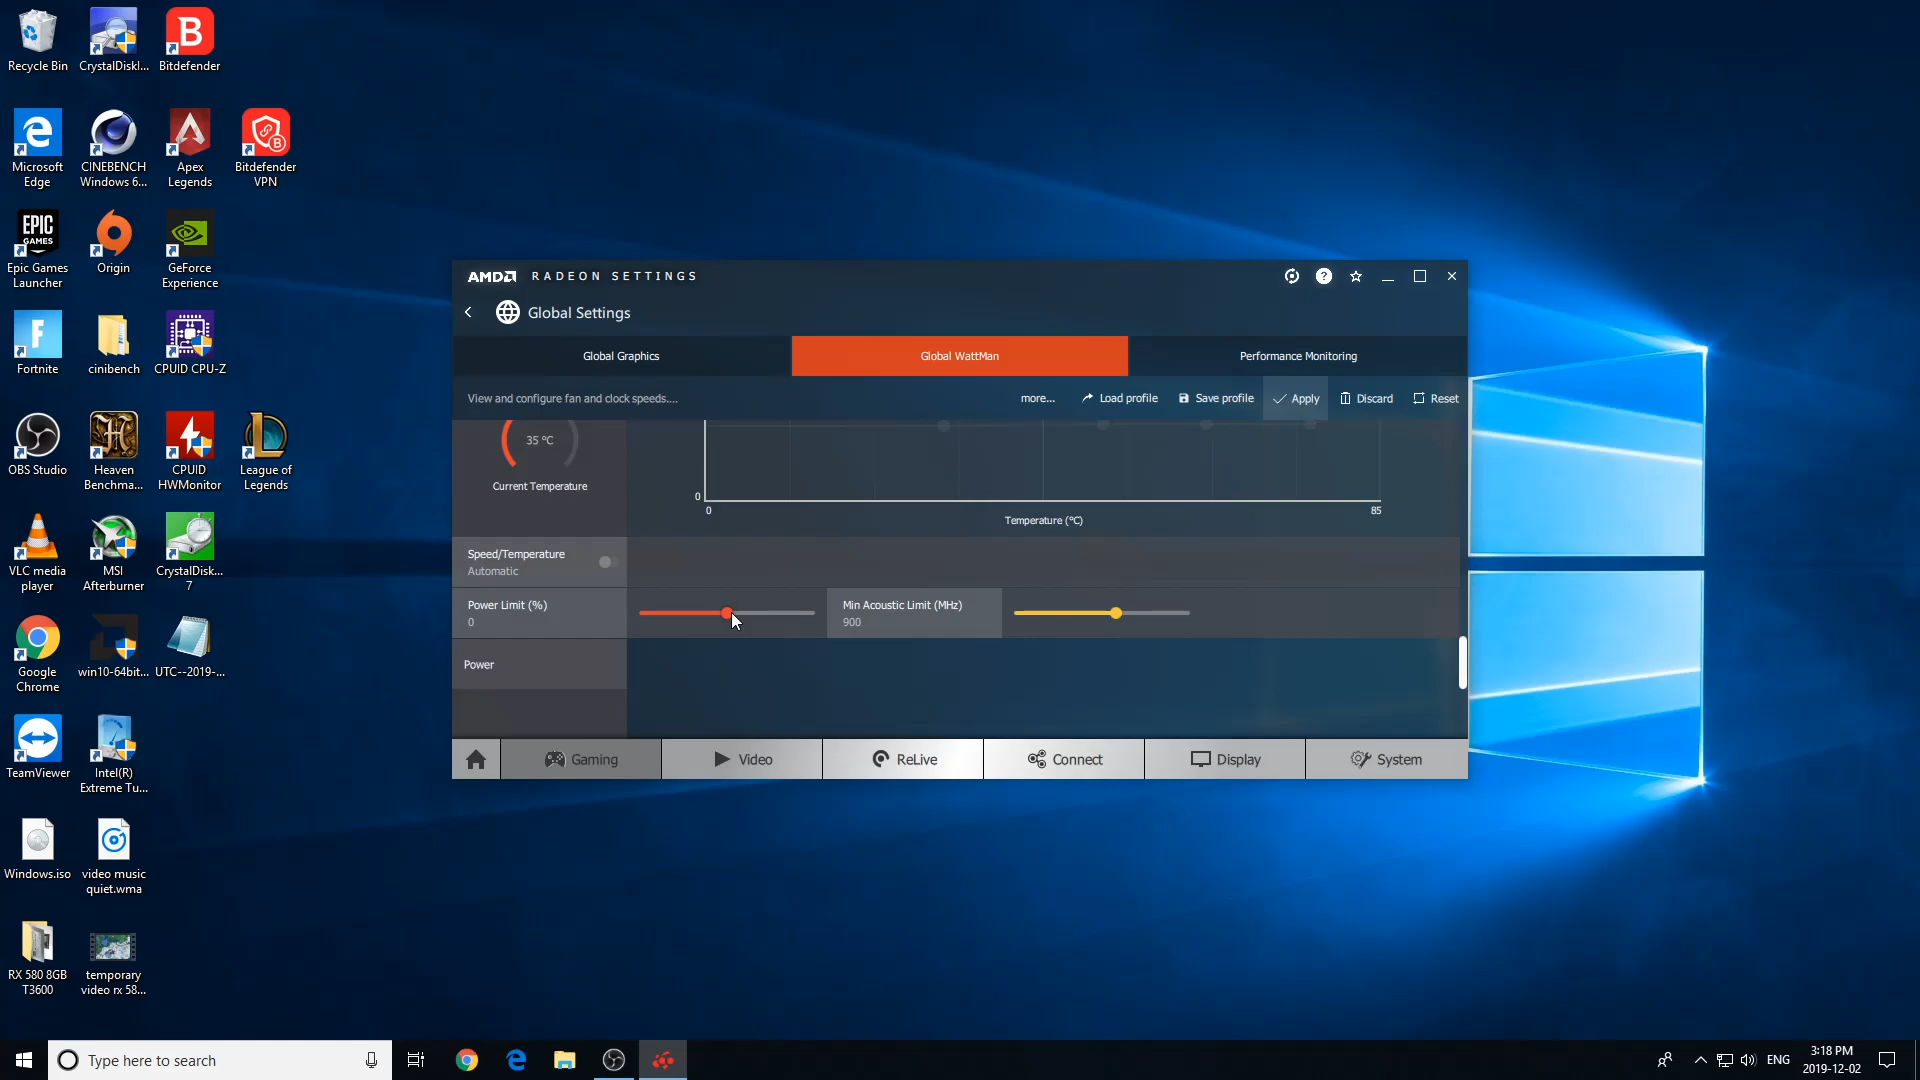 Recycle Bin
CrystalDiskI...
Bitdefender
Microsoft
Edge
CINEBENCH
Windows 6...
Apex
Legends
Bitdefender
VPN
EPIC
GAMES
Epic Games
Launcher
Origin
GeForce
Experience
Fortnite
cinibench
CPUID CPU-Z
OBS Studio
Heaven
Benchma...
CPUID
HWMonitor
League of
Legends
VLC media
player
MSI
Afterburner
CrystalDisk...
7
Google
Chrome
win10-64bit...
UTC--2019-...
TeamViewer
Intel(R)
Extreme Tu...
Windows.iso
video music
quiet.wma
RX 580 8GB
T3600
temporary
video rx 58...
AMD RADEON SETTINGS
Global Settings
Global Graphics
Global WattMan
Performance Monitoring
View and configure fan and clock speeds....
more...
Load profile
Save profile
Apply
Discard
Reset
35 °C
Current Temperature
0
0
85
Temperature (°C)
Speed/Temperature
Automatic
Power Limit (%)
0
Min Acoustic Limit (MHz)
900
Power
Gaming
Video
ReLive
Connect
Display
System
Type here to search
ENG
3:18 PM
2019-12-02